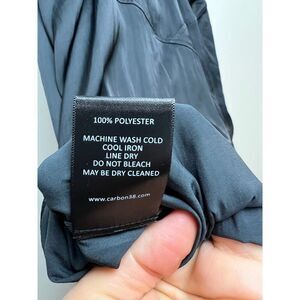 100% POLYESTER
MACHINE WASH COLD
COOL IRON
LINE DRY
DO NOT BLEACH
MAY BE DRY CLEANED
www.carbon38.com